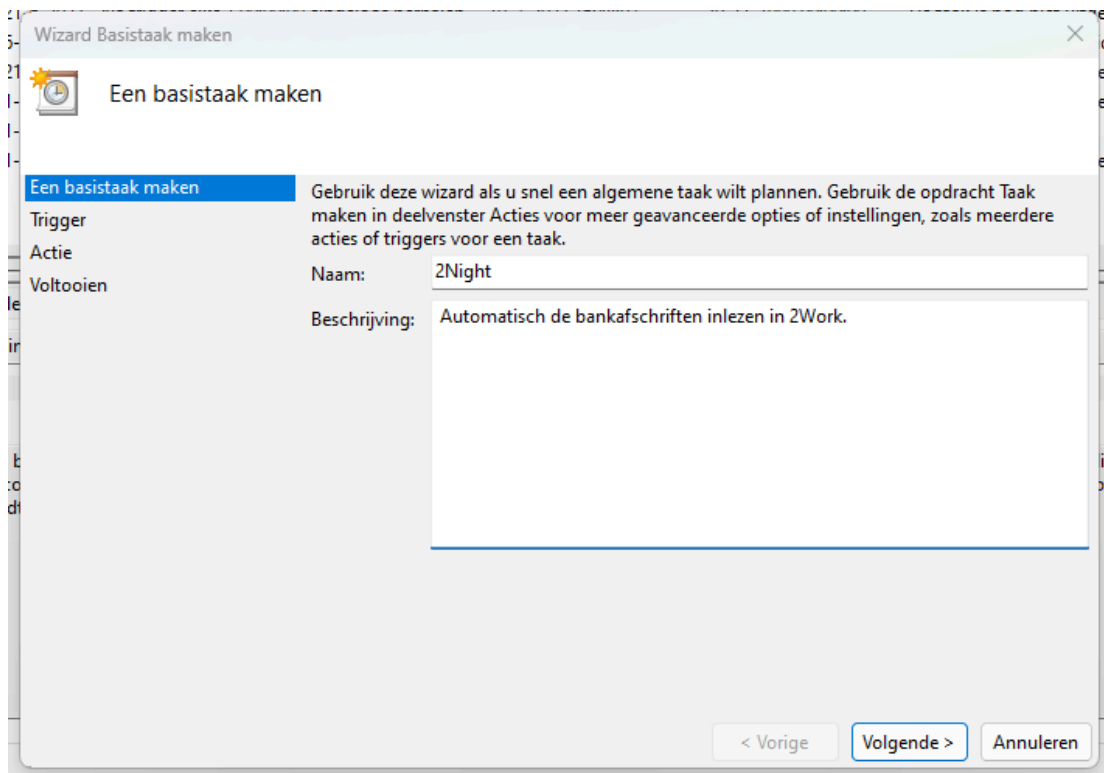 Wizard Basistaak maken
Een basistaak maken
Een basistaak maken
Trigger
Actie
Voltooien
Gebruik deze wizard als u snel een algemene taak wilt plannen. Gebruik de opdracht Taak
maken in deelvenster Acties voor meer geavanceerde opties of instellingen, zoals meerdere
acties of triggers voor een taak.
Naam:
2Night
Beschrijving:
Automatisch de bankafschriften inlezen in 2Work.
< Vorige
Volgende >
Annuleren